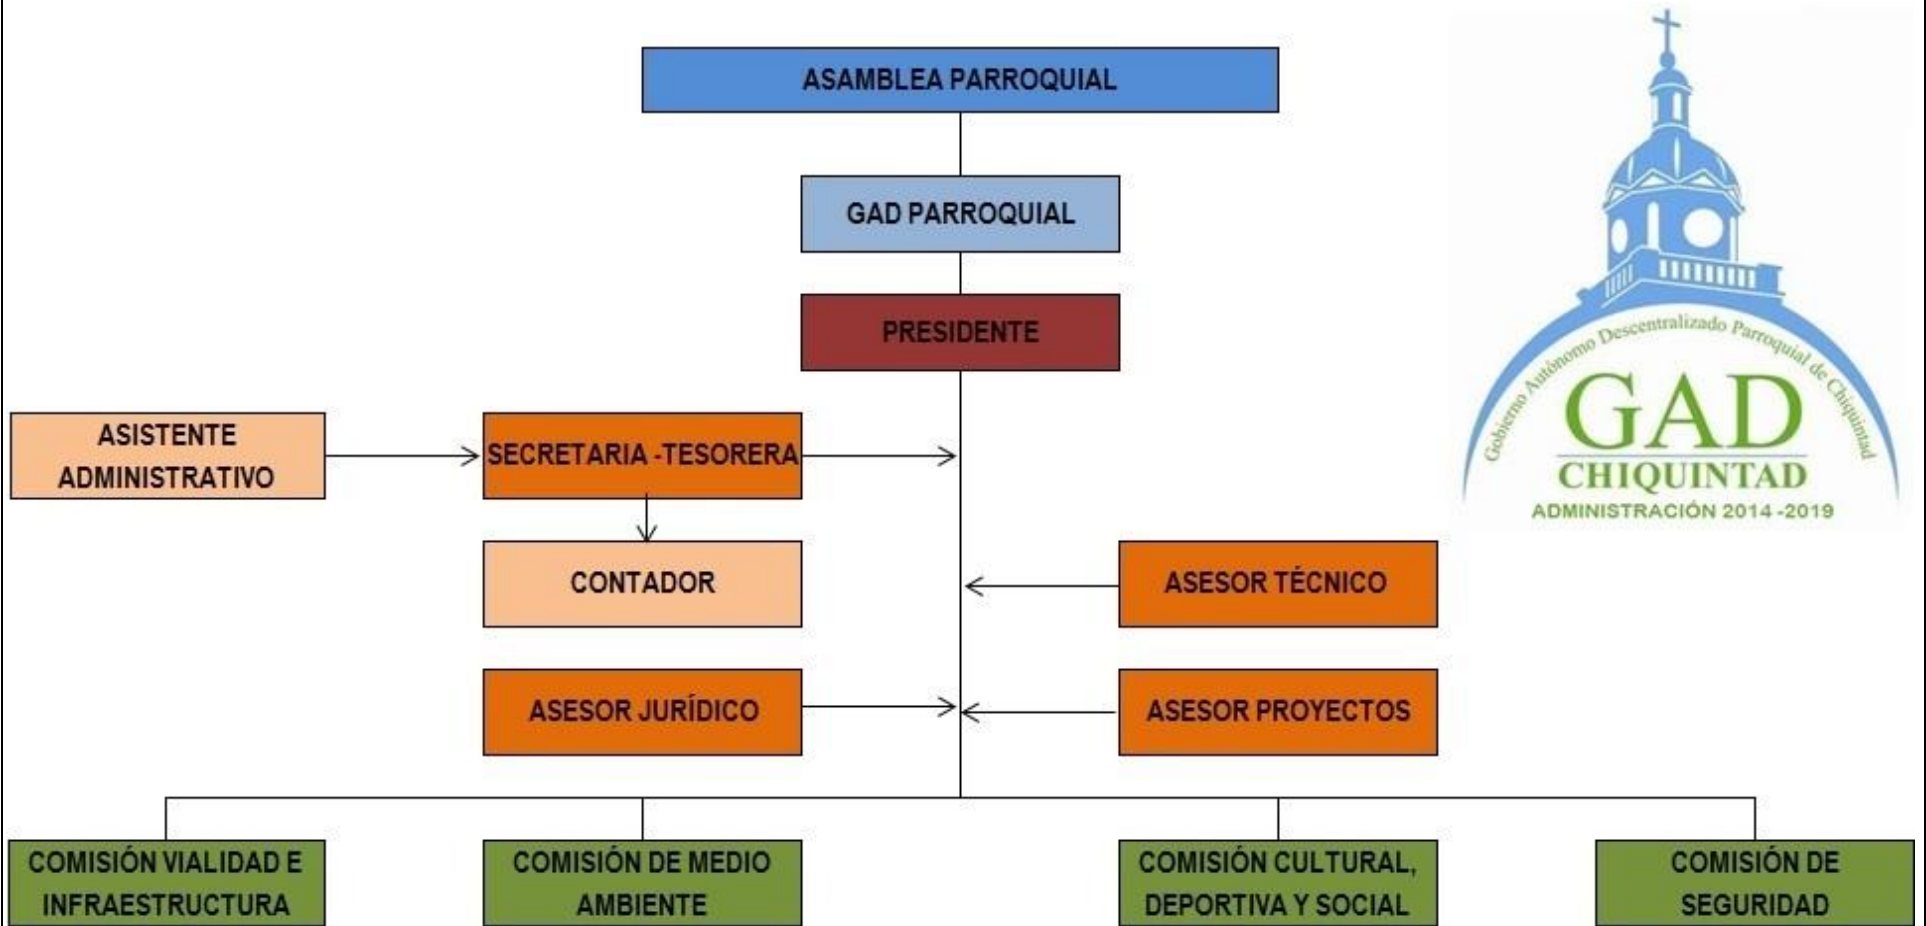 ASAMBLEA PARROQUIAL
GAD PARROQUIAL
PRESIDENTE
Gobierno Autónomo Descentralizado Parroquial de Chiquintad
GAD
CHIQUINTAD
ADMINISTRACIÓN 2014 -2019
ASISTENTE
ADMINISTRATIVO
SECRETARIA -TESORERA
CONTADOR
ASESOR TÉCNICO
ASESOR JURÍDICO
ASESOR PROYECTOS
COMISIÓN VIALIDAD E
INFRAESTRUCTURA
COMISIÓN DE MEDIO
AMBIENTE
COMISIÓN CULTURAL,
DEPORTIVA Y SOCIAL
COMISIÓN DE
SEGURIDAD